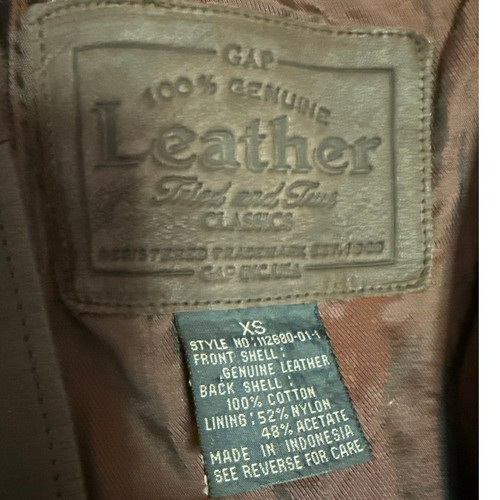 GAP
100% GENUINE
Leather
Tried and True
CLASSICS
REGISTERED TRADEMARK EST. 1969
GAP INC. USA
XS
STYLE NO: 112680-01-1
FRONT SHELL:
GENUINE LEATHER
BACK SHELL:
100% COTTON
LINING: 52% NYLON
48% ACETATE
MADE IN INDONESIA
SEE REVERSE FOR CARE